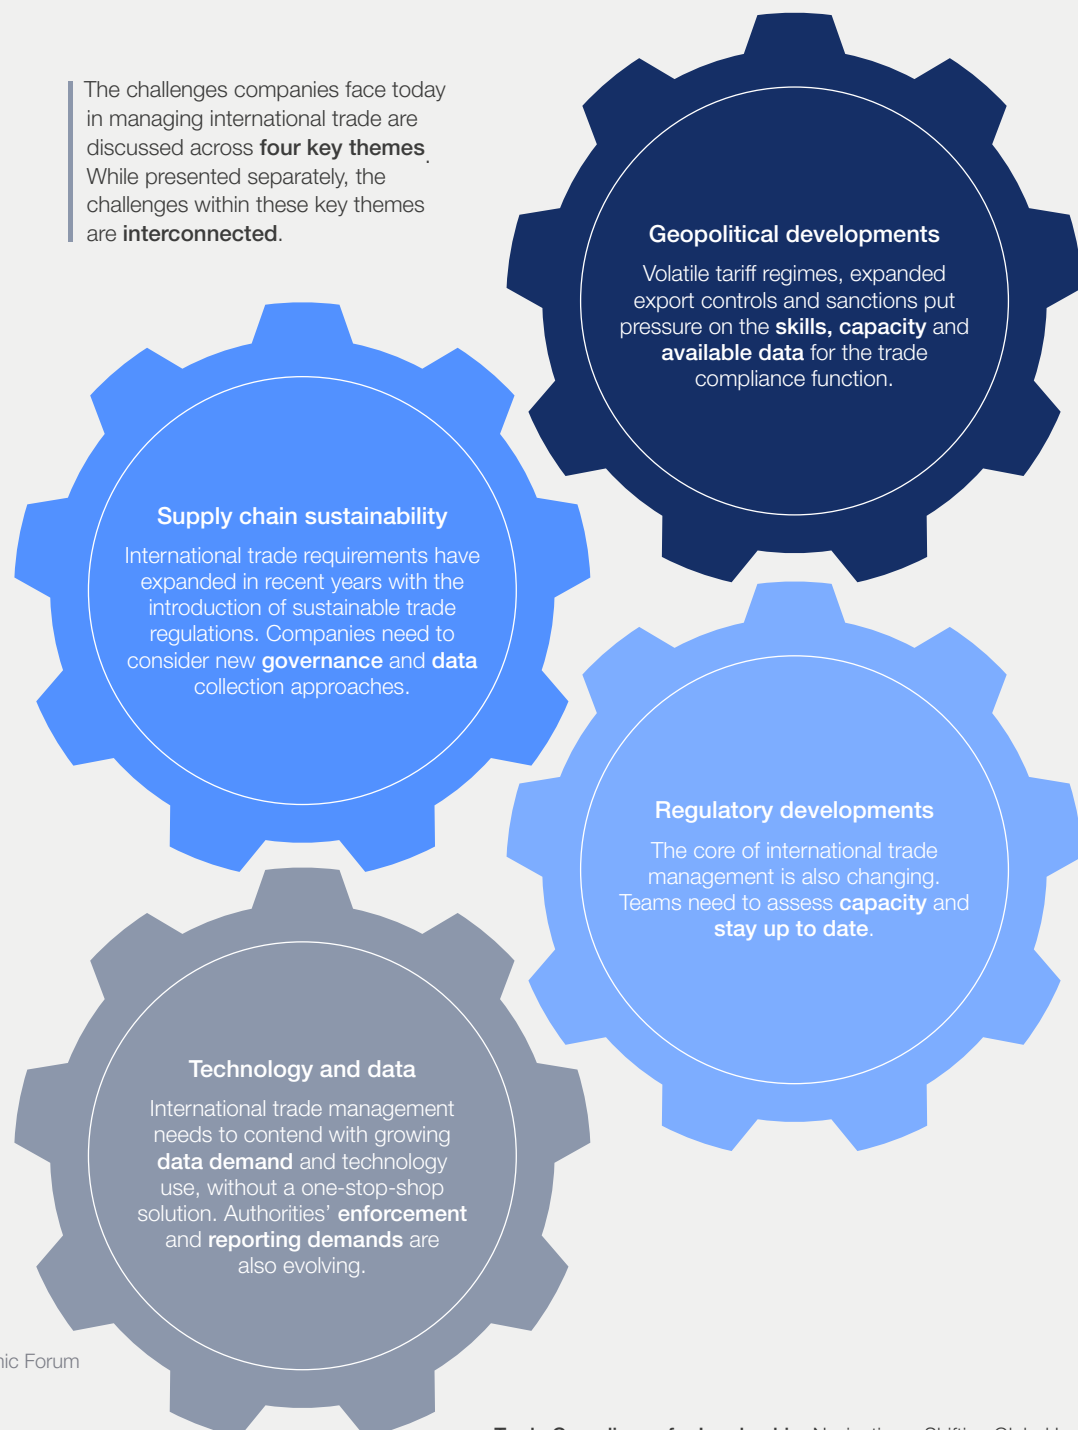 The challenges companies face today
in managing international trade are
discussed across four key themes.
While presented separately, the
challenges within these key themes
are interconnected.
Geopolitical developments
Volatile tariff regimes, expanded
export controls and sanctions put
pressure on the skills, capacity and
available data for the trade
compliance function.
Supply chain sustainability
International trade requirements have
expanded in recent years with the
introduction of sustainable trade
regulations. Companies need to
consider new governance and data
collection approaches.
Regulatory developments
The core of international trade
management is also changing.
Teams need to assess capacity and
stay up to date.
Technology and data
International trade management
needs to contend with growing
data demand and technology
use, without a one-stop-shop
solution. Authorities’ enforcement
and reporting demands are
also evolving.
Forum